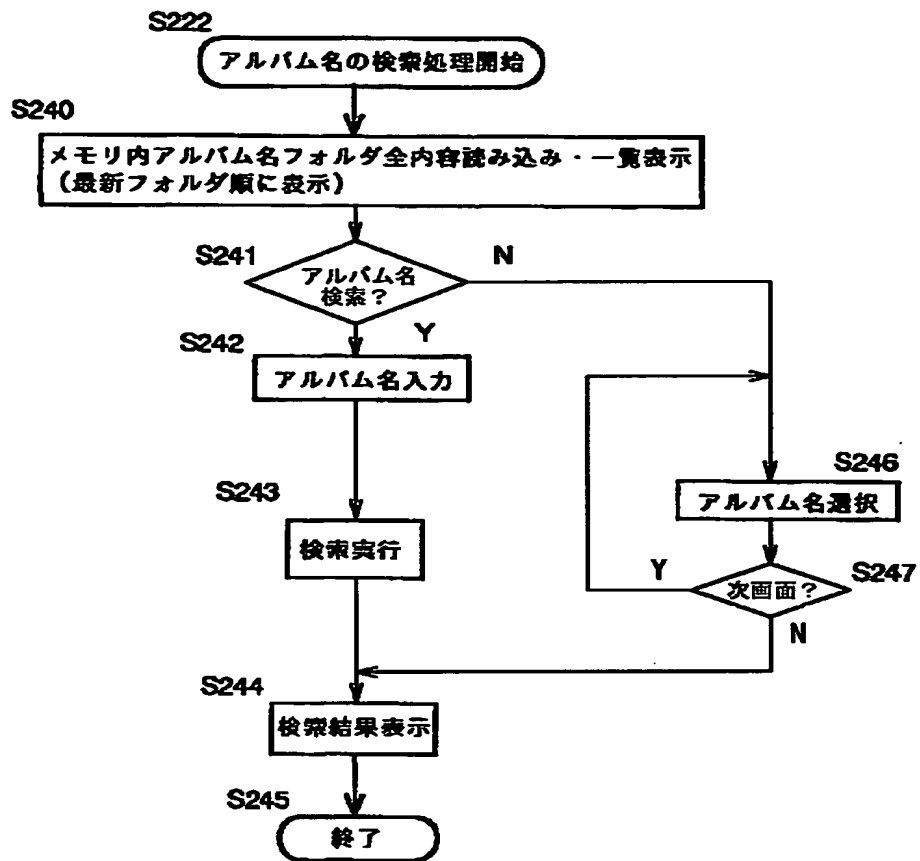 S222
アルバム名の検索処理開始
S240
メモリ内アルバム名フォルダ全内容読み込み・一覧表示
(最新フォルダ順に表示)
S241
アルバム名
検索?
N
Y
S242
アルバム名入力
S246
アルバム名選択
S243
検索実行
Y
次画面?
S247
N
S244
検索結果表示
S245
終了